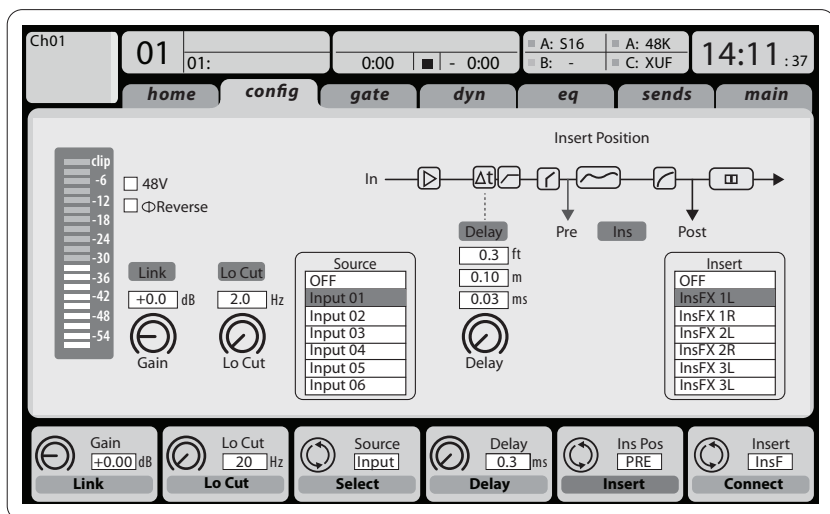 Ch01
01
01:
0:00
- 0:00
A: S16
A: 48K
B: -
C: XUF
14:11 : 37
home config gate dyn eq sends main
Insert Position
clip
-6
-12
-18
-24
-30
-36
-42
-48
-54
48V
ΦReverse
In
Δt
Delay
0.3 ft
0.10 m
0.03 ms
Delay
Pre
Ins
Post
Link
+0.0 dB
Gain
Lo Cut
2.0 Hz
Lo Cut
Source
OFF
Input 01
Input 02
Input 03
Input 04
Input 05
Input 06
Insert
OFF
InsFX 1L
InsFX 1R
InsFX 2L
InsFX 2R
InsFX 3L
InsFX 3L
Gain
+0.00 dB
Link
Lo Cut
20 Hz
Lo Cut
Source
Input
Select
Delay
0.3 ms
Delay
Ins Pos
PRE
Insert
Insert
InsF
Connect